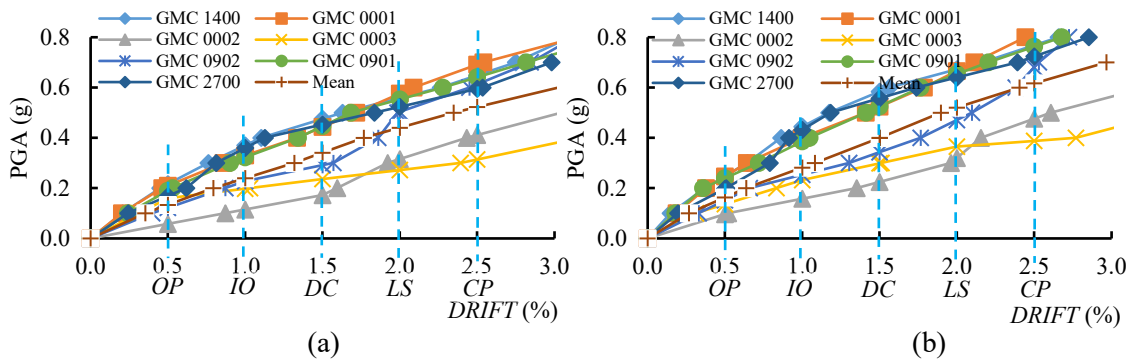 GMC 1400 GMC 0001
GMC 0002 GMC 0003
GMC 0902 GMC 0901
GMC 2700 Mean
PGA (g)
0.8
0.6
0.4
0.2
0.0
0.0 0.5 1.0 1.5 2.0 2.5 3.0
OP IO DC LS CP
DRIFT (%)
(a)
GMC 1400 GMC 0001
GMC 0002 GMC 0003
GMC 0902 GMC 0901
GMC 2700 Mean
PGA (g)
0.8
0.6
0.4
0.2
0.0
0.0 0.5 1.0 1.5 2.0 2.5 3.0
OP IO DC LS CP
DRIFT (%)
(b)